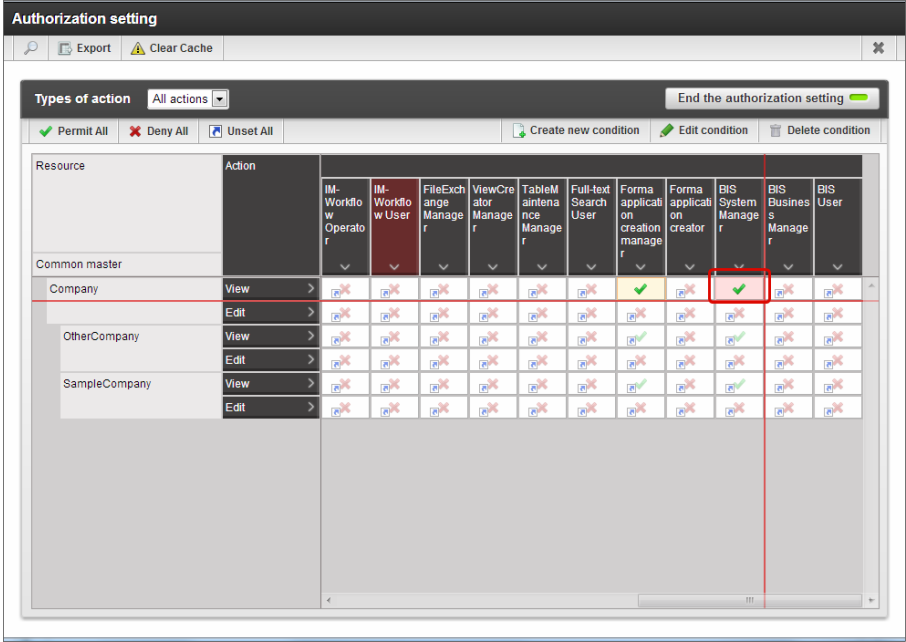 Authorization setting
Export Clear Cache
Types of action All actions End the authorization setting
Permit All Deny All Unset All Create new condition Edit condition Delete condition
Resource
Common master
Action
IM-
Workflo
w
Operato
r
IM-
Workflo
w User
FileExch
ange
Manage
r
ViewCre
ator
Manage
r
TableM
aintena
nce
Manage
r
Full-text
Search
User
Forma
applicati
on
creation
manage
r
Forma
applicati
on
creator
BIS
System
Manage
r
BIS
Busines
s
Manage
r
BIS
User
Company View
Edit
OtherCompany View
Edit
SampleCompany View
Edit